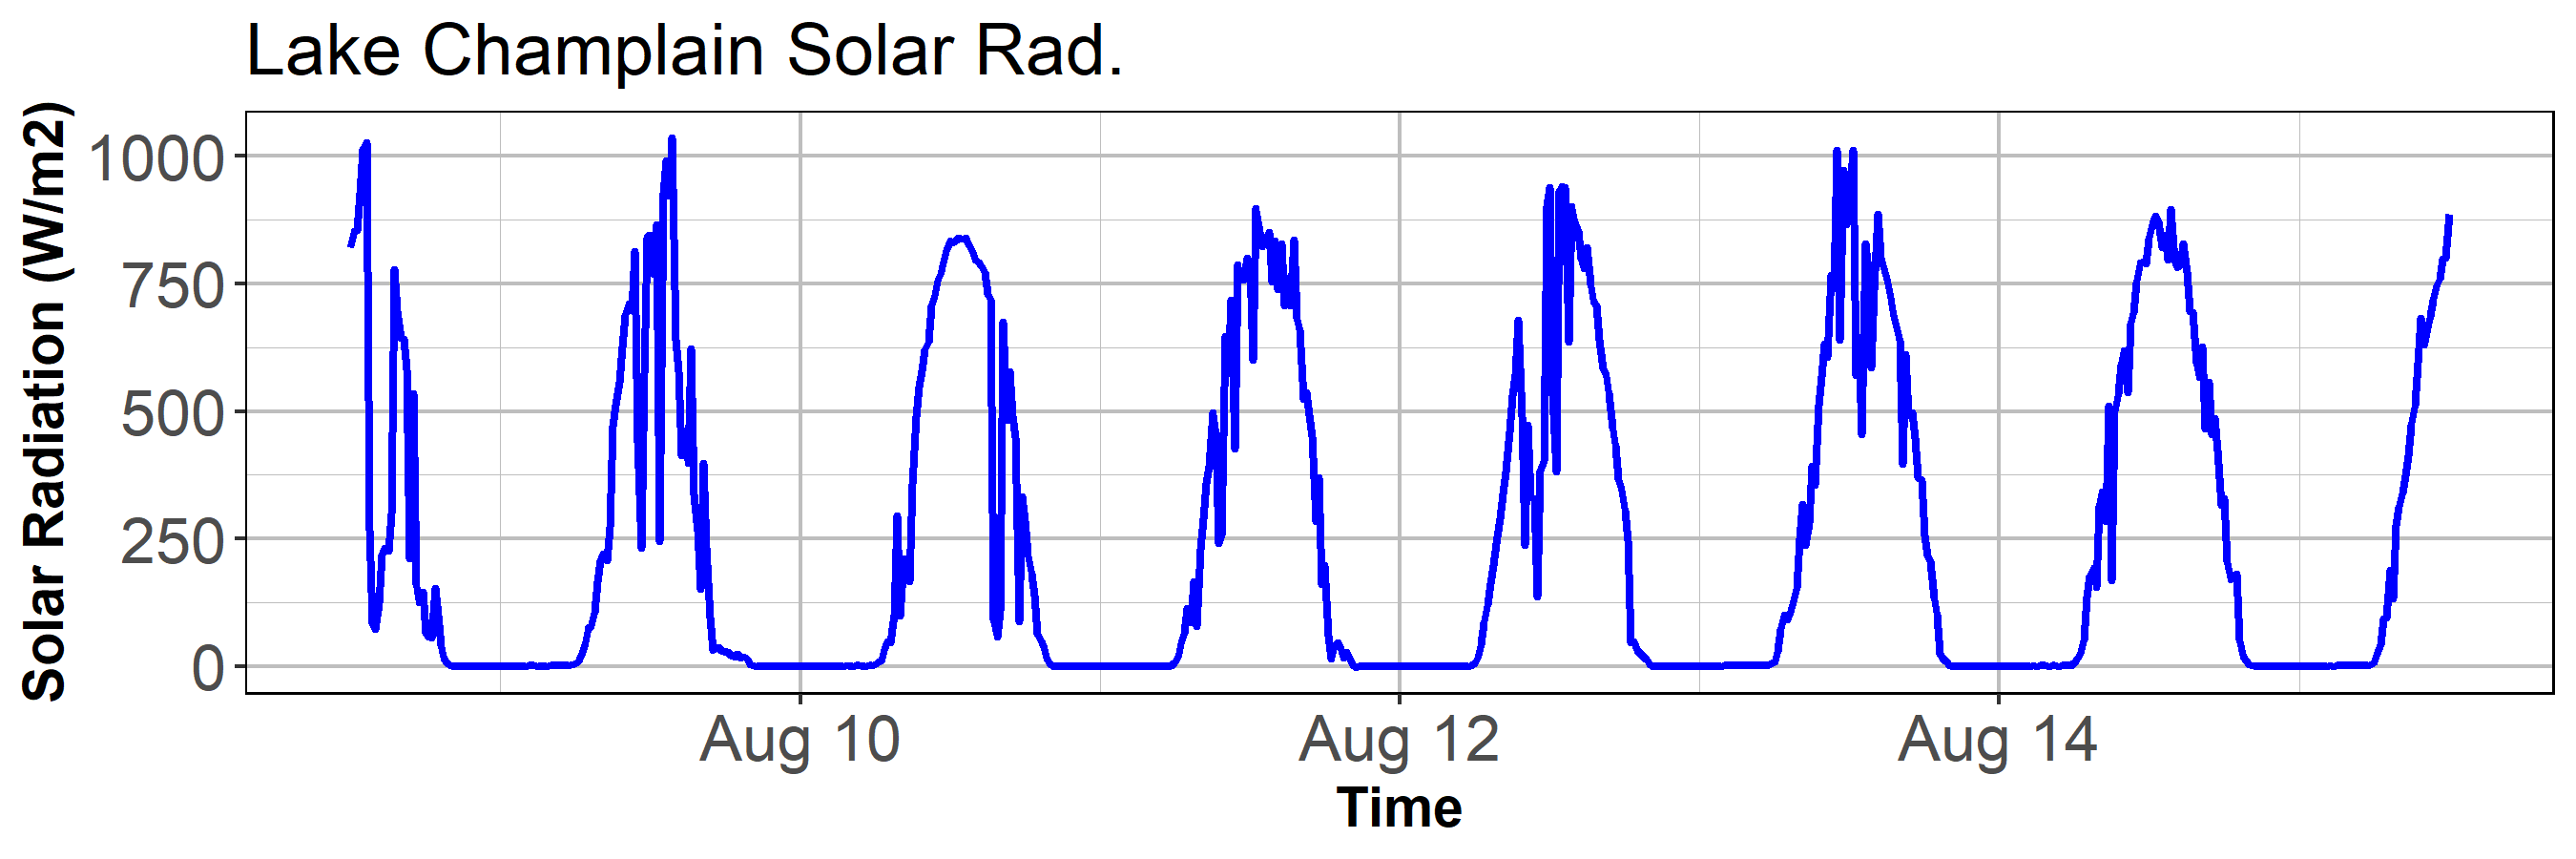 Lake Champlain Solar Rad.
Solar Radiation (W/m2)
1000
750
500
250
0
Aug 10
Aug 12
Aug 14
Time